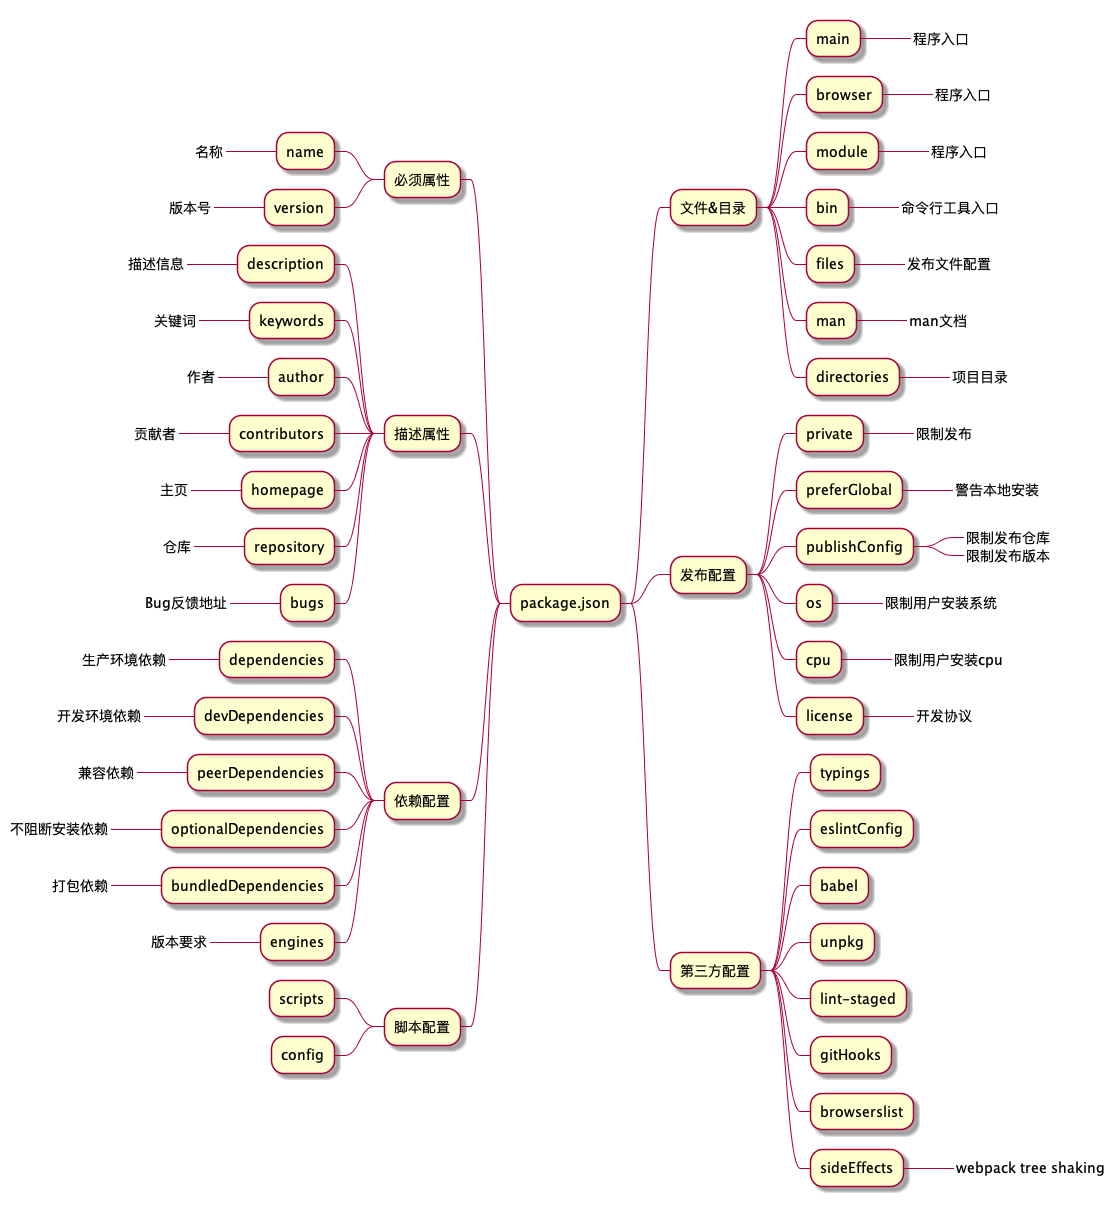 package.json
必须属性
name
名称
version
版本号
描述属性
description
描述信息
keywords
关键词
author
作者
contributors
贡献者
homepage
主页
repository
仓库
bugs
Bug反馈地址
依赖配置
dependencies
生产环境依赖
devDependencies
开发环境依赖
peerDependencies
兼容依赖
optionalDependencies
不阻断安装依赖
bundledDependencies
打包依赖
engines
版本要求
脚本配置
scripts
config
文件&目录
main
程序入口
browser
程序入口
module
程序入口
bin
命令行工具入口
files
发布文件配置
man
man文档
directories
项目目录
发布配置
private
限制发布
preferGlobal
警告本地安装
publishConfig
限制发布仓库
限制发布版本
os
限制用户安装系统
cpu
限制用户安装cpu
license
开发协议
第三方配置
typings
eslintConfig
babel
unpkg
lint-staged
gitHooks
browserslist
sideEffects
webpack tree shaking